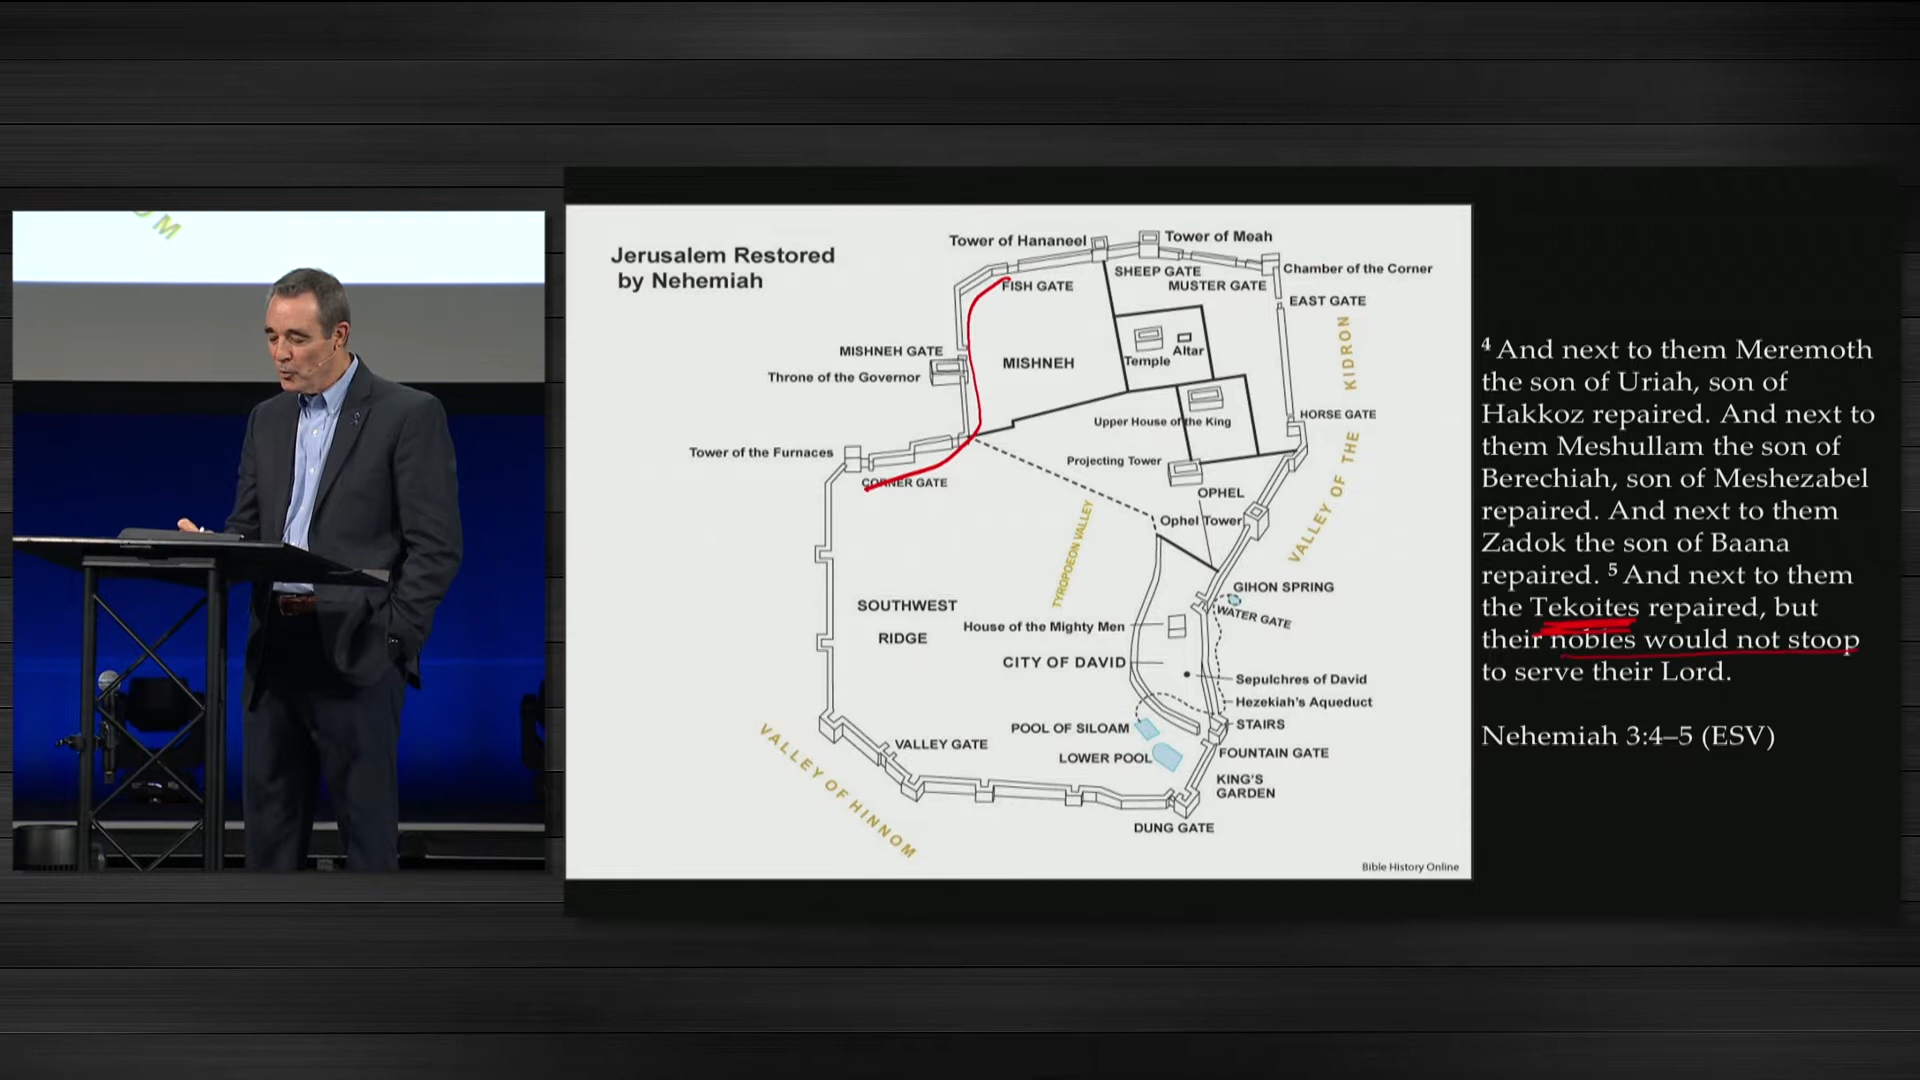 OM
Jerusalem Restored
by Nehemiah
Tower of Hananeel
Tower of Meah
SHEEP GATE
Chamber of the Corner
FISH GATE
MUSTER GATE
EAST GATE
MISHNEH GATE
Throne of the Governor
MISHNEH
Temple
Altar
VALLEY OF THE KIDRON
HORSE GATE
Upper House of the King
Tower of the Furnaces
Projecting Tower
CORNER GATE
OPHEL
Ophel Tower
TYROPOEON VALLEY
GIHON SPRING
WATER GATE
SOUTHWEST
RIDGE
House of the Mighty Men
CITY OF DAVID
Sepulchres of David
Hezekiah's Aqueduct
STAIRS
POOL OF SILOAM
VALLEY GATE
FOUNTAIN GATE
LOWER POOL
KING'S
GARDEN
VALLEY OF HINNOM
DUNG GATE
Bible History Online
4 And next to them Meremoth
the son of Uriah, son of
Hakkoz repaired. And next to
them Meshullam the son of
Berechiah, son of Meshezabel
repaired. And next to them
Zadok the son of Baana
repaired. 5 And next to them
the Tekoites repaired, but
their nobles would not stoop
to serve their Lord.
Nehemiah 3:4–5 (ESV)